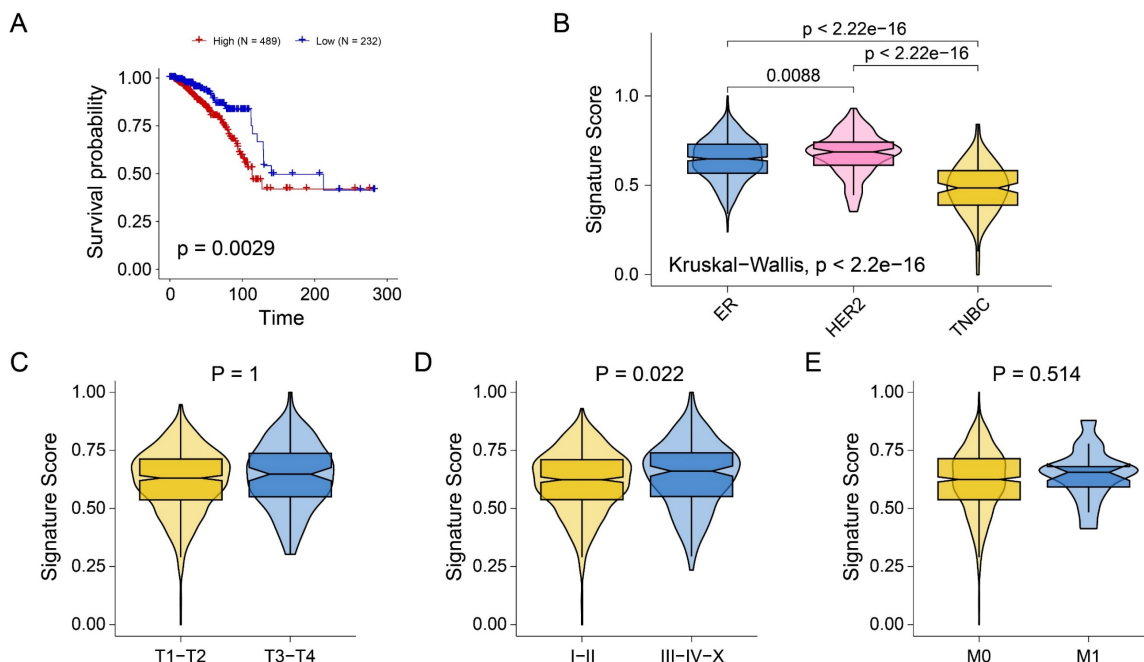 A
High (N = 489) Low (N = 232)
Survival probability
1.00
0.75
0.50
0.25
0.00
p = 0.0029
0 100 200 300
Time
B
p < 2.22e−16
p < 2.22e−16
0.0088
Signature Score
1.0
0.5
0.0
Kruskal−Wallis, p < 2.2e−16
ER HER2 TNBC
C
P = 1
Signature Score
1.00
0.75
0.50
0.25
0.00
T1−T2 T3−T4
D
P = 0.022
Signature Score
1.00
0.75
0.50
0.25
0.00
I−II III−IV−X
E
P = 0.514
Signature Score
1.00
0.75
0.50
0.25
0.00
M0 M1